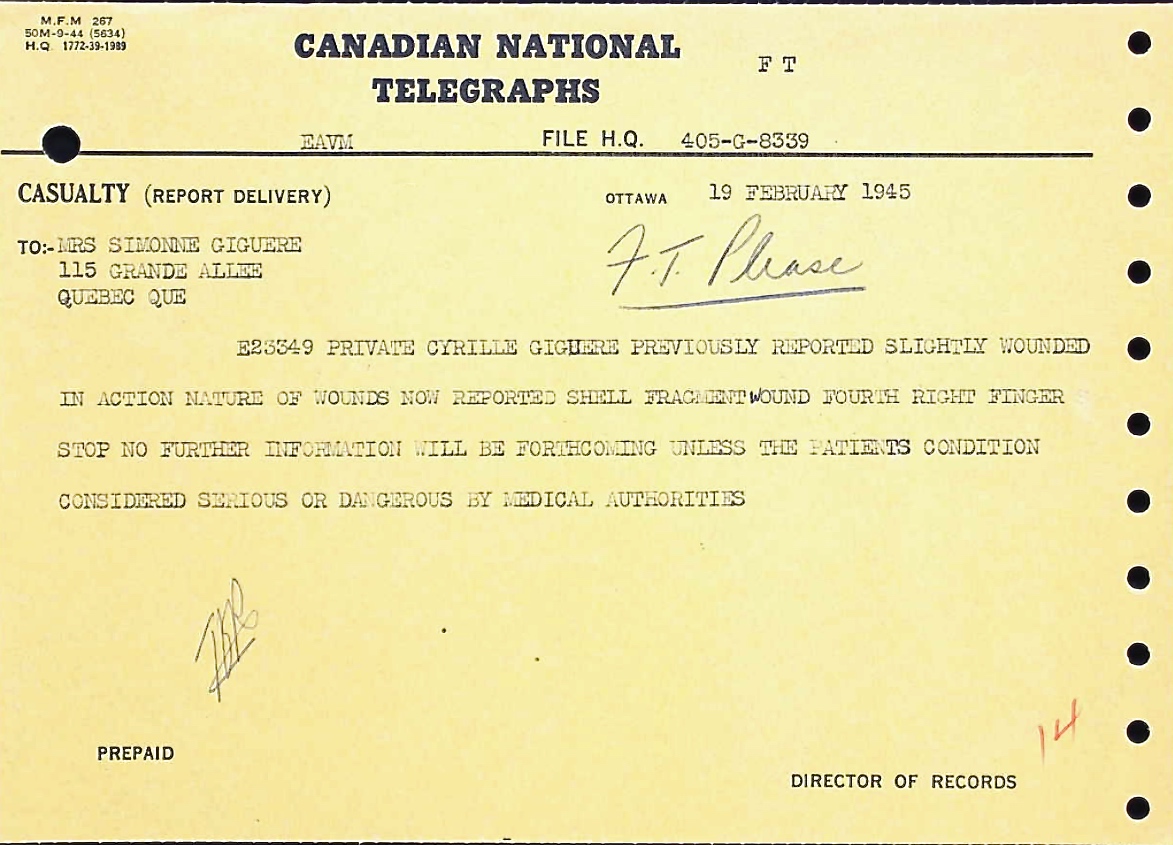 M.F.M 267
50M-9-44 (5634)
H.Q. 1772-39-1989
CANADIAN NATIONAL
TELEGRAPHS
F T
EAVM FILE H.Q. 405-G-8339
CASUALTY (REPORT DELIVERY) OTTAWA 19 FEBRUARY 1945
TO:- MRS SIMONNE GIGUERE
115 GRANDE ALLEE
QUEBEC QUE
F.T. Please
E23349 PRIVATE CYRILLE GIGUERE PREVIOUSLY REPORTED SLIGHTLY WOUNDED
IN ACTION NATURE OF WOUNDS NOW REPORTED SHELL FRAGMENT WOUND FOURTH RIGHT FINGER
STOP NO FURTHER INFORMATION WILL BE FORTHCOMING UNLESS THE PATIENTS CONDITION
CONSIDERED SERIOUS OR DANGEROUS BY MEDICAL AUTHORITIES
14
PREPAID
DIRECTOR OF RECORDS